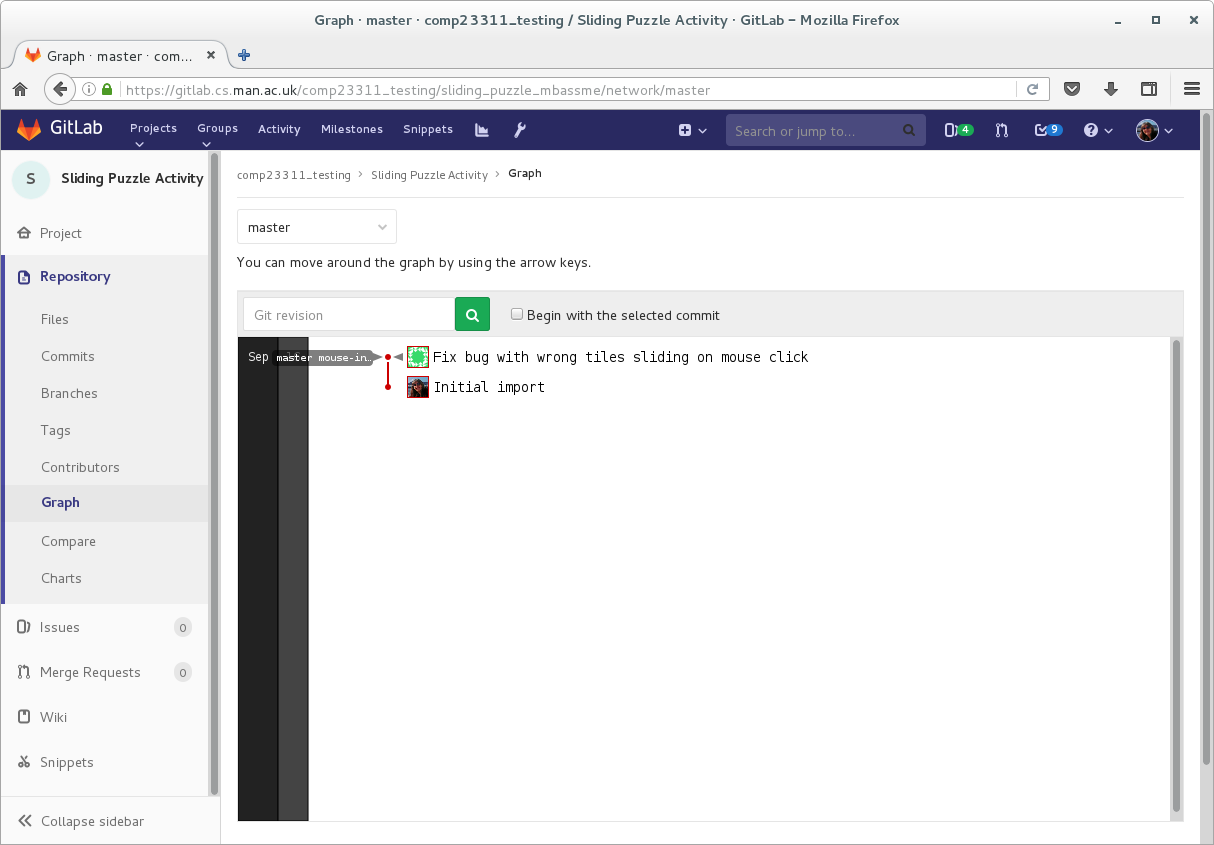 Graph · master · comp23311_testing / Sliding Puzzle Activity · GitLab – Mozilla Firefox
Graph · master · com…
https://gitlab.cs.man.ac.uk/comp23311_testing/sliding_puzzle_mbassme/network/master
GitLab Projects Groups Activity Milestones Snippets Search or jump to… 4 9
S Sliding Puzzle Activity
comp23311_testing > Sliding Puzzle Activity > Graph
master
Project
You can move around the graph by using the arrow keys.
Repository
Git revision Begin with the selected commit
Files
Sep master mouse-in… Fix bug with wrong tiles sliding on mouse click
Commits
Initial import
Branches
Tags
Contributors
Graph
Compare
Charts
Issues 0
Merge Requests 0
Wiki
Snippets
Collapse sidebar